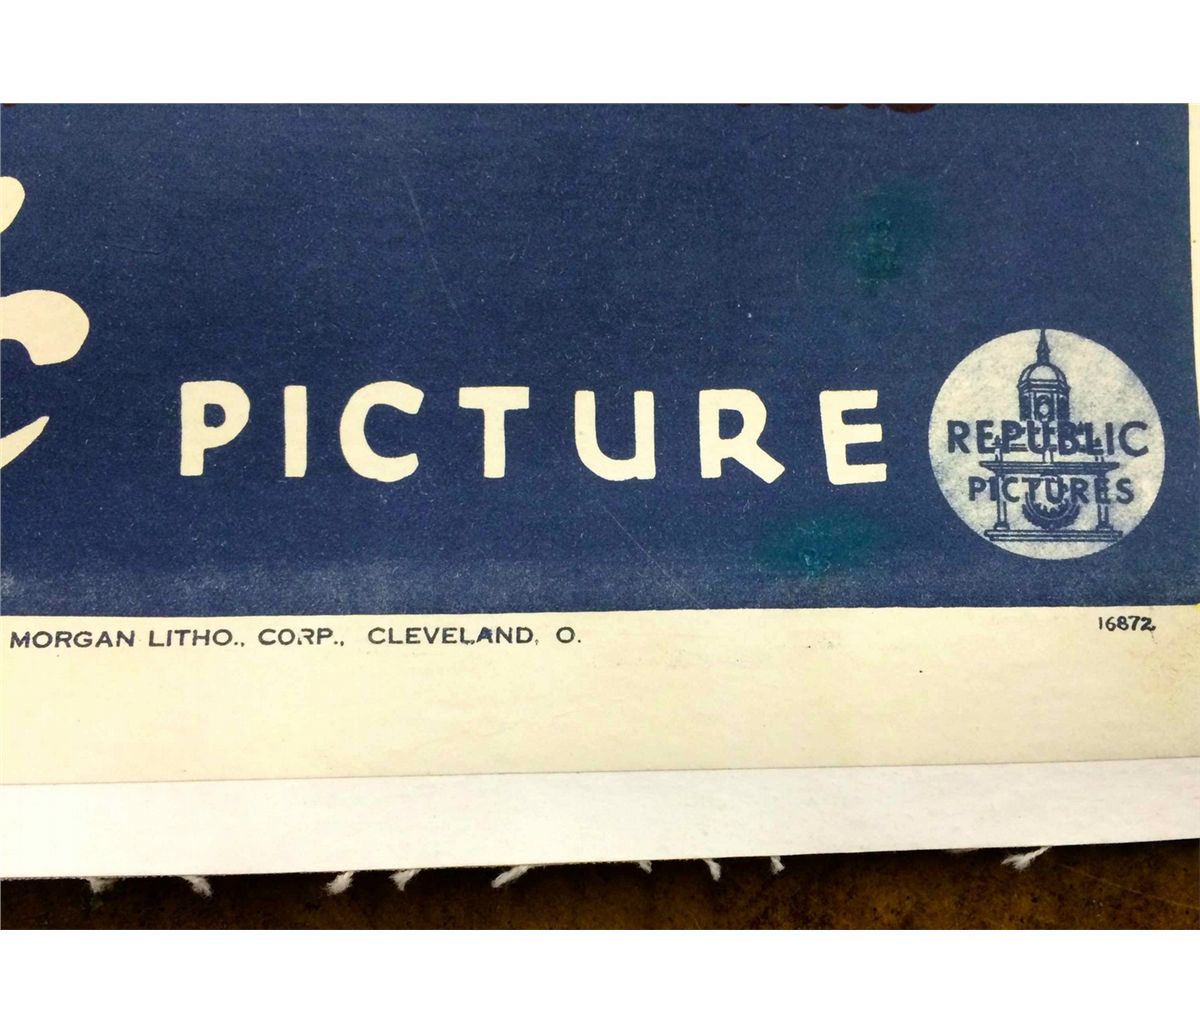 PICTURE
REPUBLIC
PICTURES
MORGAN LITHO., CORP., CLEVELAND, O.
16872